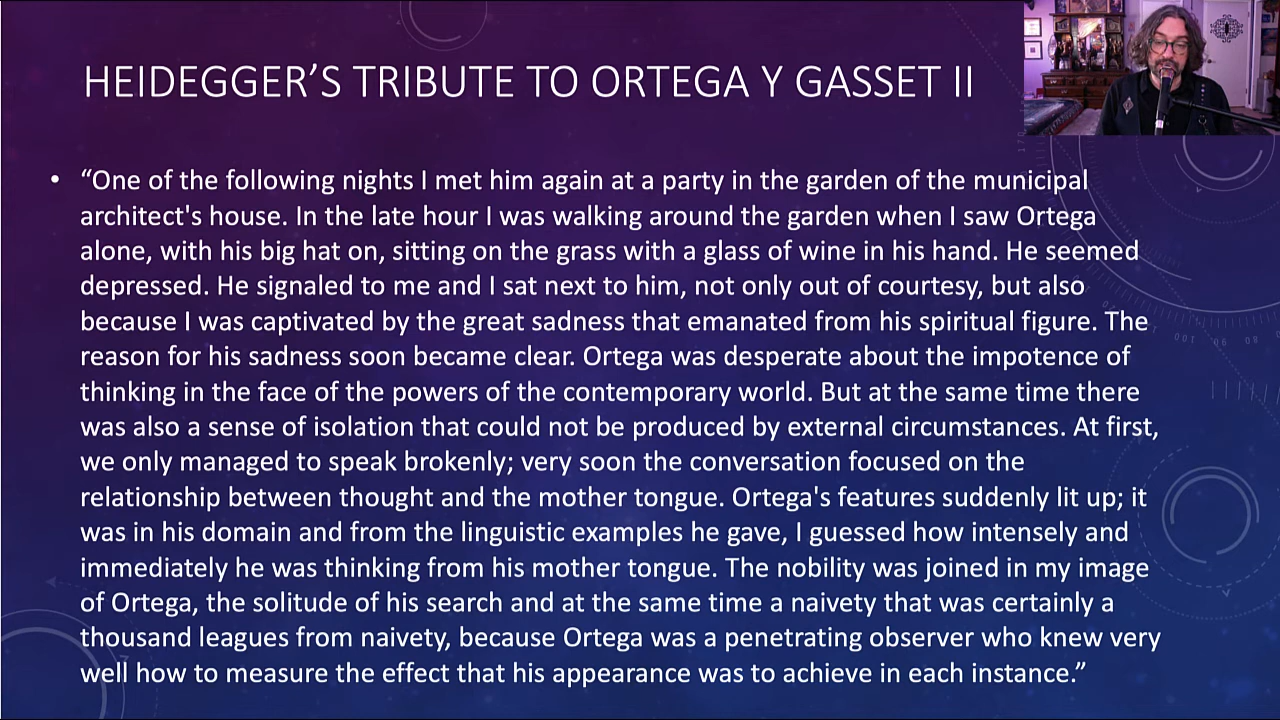 HEIDEGGER’S TRIBUTE TO ORTEGA Y GASSET II
• “One of the following nights I met him again at a party in the garden of the municipal
architect's house. In the late hour I was walking around the garden when I saw Ortega
alone, with his big hat on, sitting on the grass with a glass of wine in his hand. He seemed
depressed. He signaled to me and I sat next to him, not only out of courtesy, but also
because I was captivated by the great sadness that emanated from his spiritual figure. The
reason for his sadness soon became clear. Ortega was desperate about the impotence of
thinking in the face of the powers of the contemporary world. But at the same time there
was also a sense of isolation that could not be produced by external circumstances. At first,
we only managed to speak brokenly; very soon the conversation focused on the
relationship between thought and the mother tongue. Ortega's features suddenly lit up; it
was in his domain and from the linguistic examples he gave, I guessed how intensely and
immediately he was thinking from his mother tongue. The nobility was joined in my image
of Ortega, the solitude of his search and at the same time a naivety that was certainly a
thousand leagues from naivety, because Ortega was a penetrating observer who knew very
well how to measure the effect that his appearance was to achieve in each instance.”